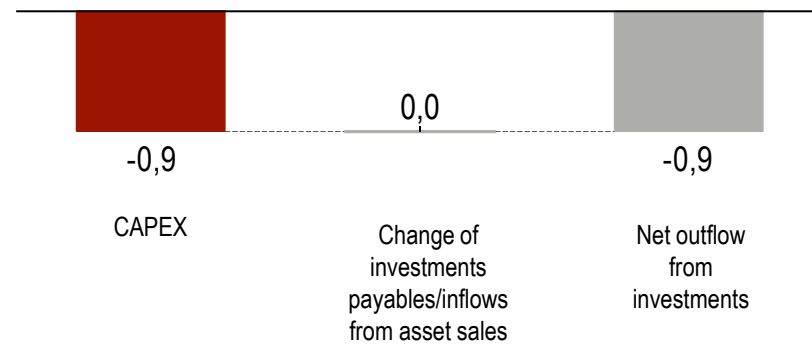 0,0
-0,9
-0,9
CAPEX
Change of
investments
payables/inflows
from asset sales
Net outflow
from
investments